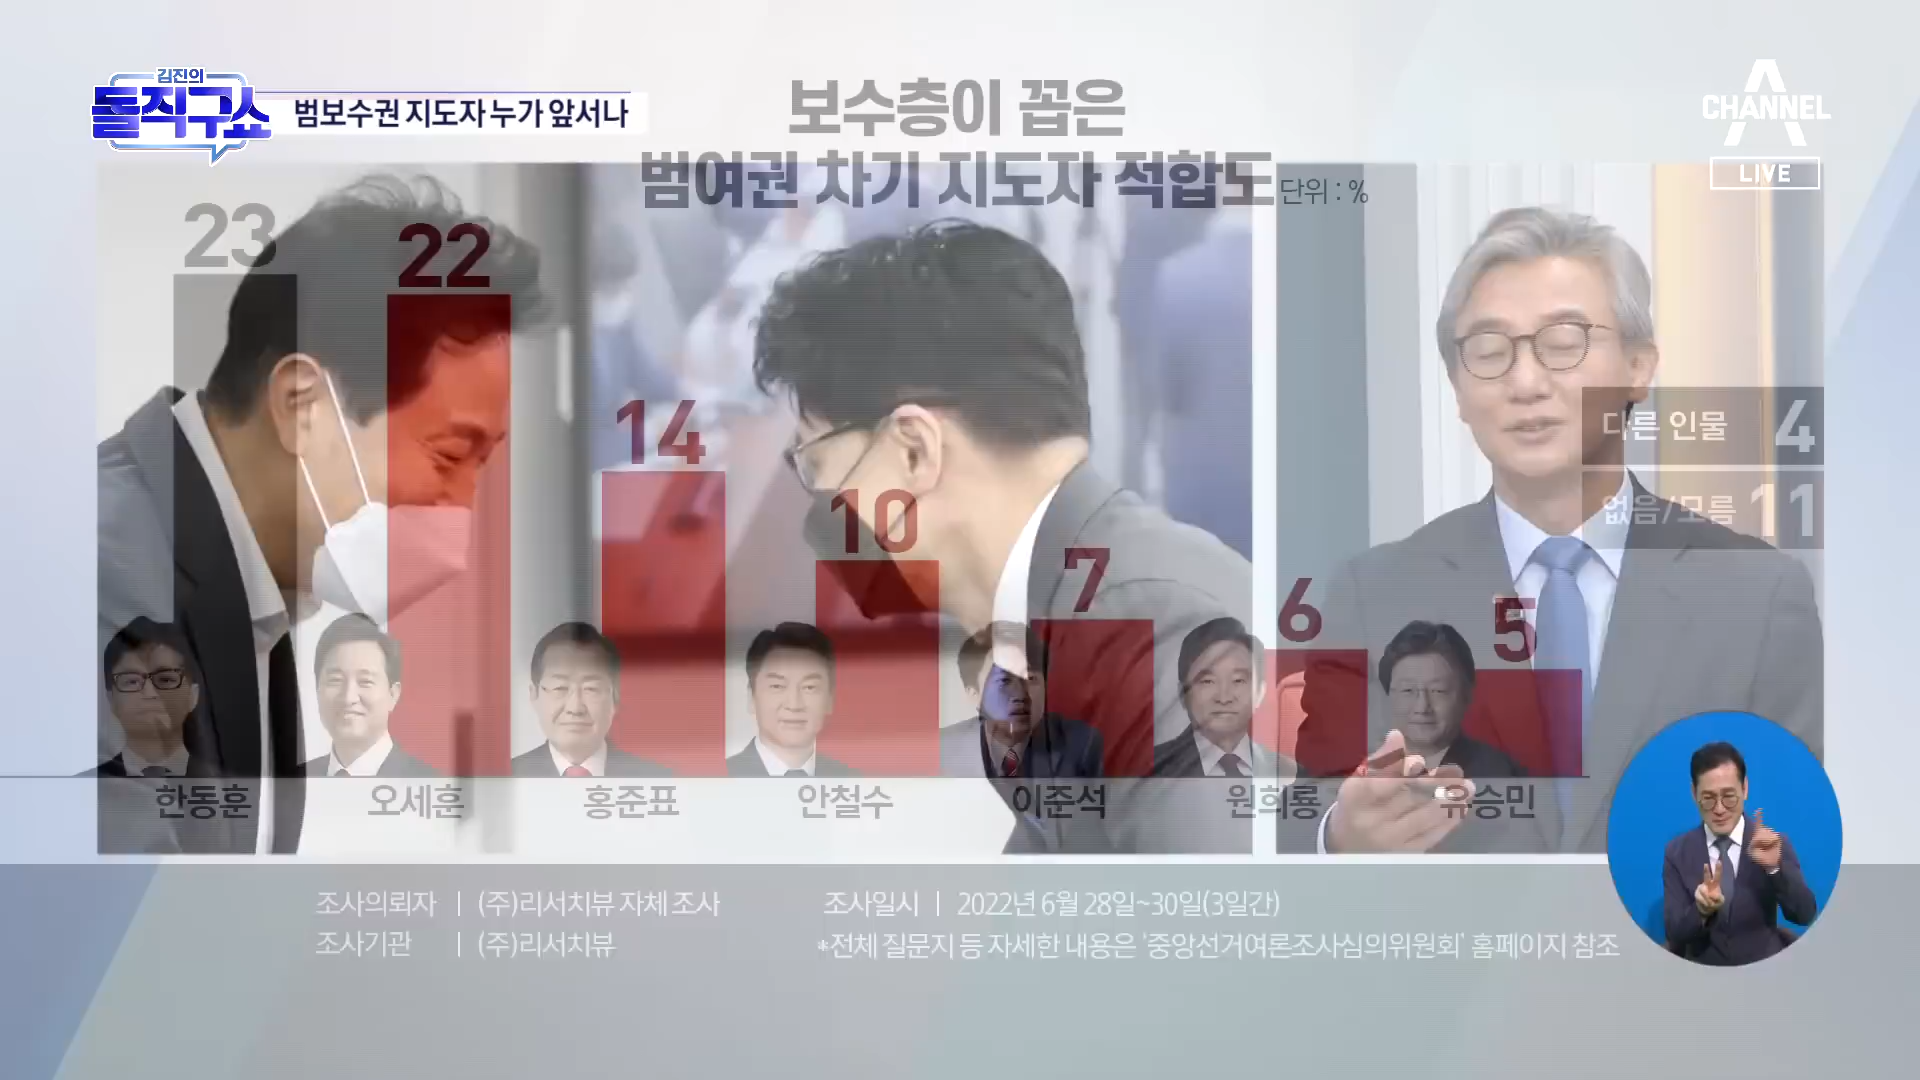 김진의
돌직구쇼
범보수권 지도자 누가 앞서나
CHANNEL A
LIVE
보수층이 꼽은
범여권 차기 지도자 적합도
단위 : %
23
22
14
10
7
6
5
다른 인물 4
없음/모름 11
한동훈
오세훈
홍준표
안철수
이준석
원희룡
유승민
조사의뢰자 | (주)리서치뷰 자체 조사
조사일시 | 2022년 6월 28일~30일(3일간)
조사기관 | (주)리서치뷰
*전체 질문지 등 자세한 내용은 '중앙선거여론조사심의위원회' 홈페이지 참조